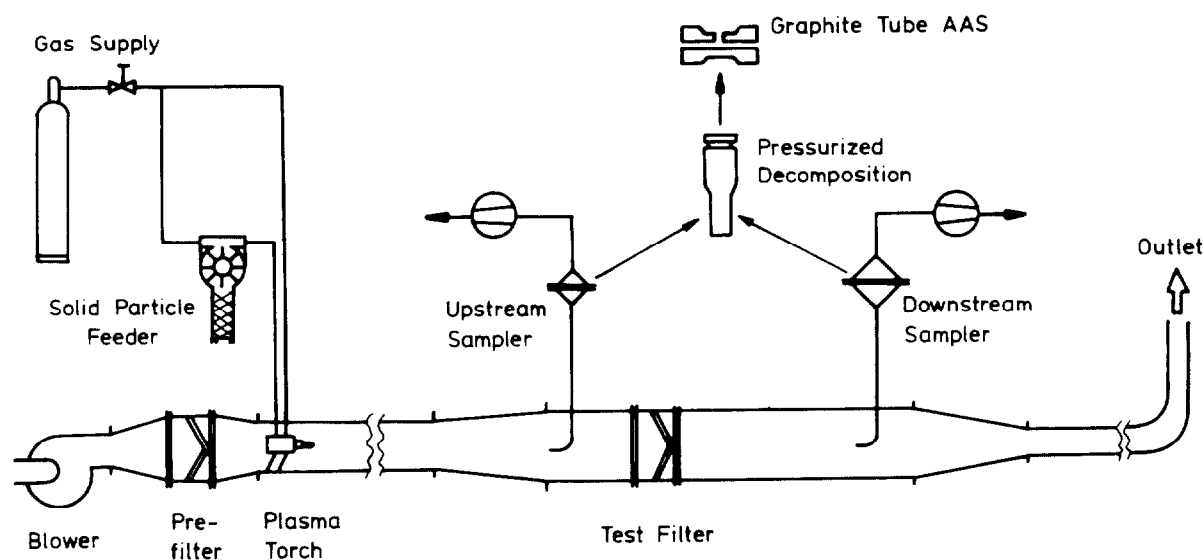 Gas Supply
Graphite Tube AAS
Pressurized
Decomposition
Outlet
Solid Particle
Feeder
Upstream
Sampler
Downstream
Sampler
Blower
Pre-
filter
Plasma
Torch
Test Filter